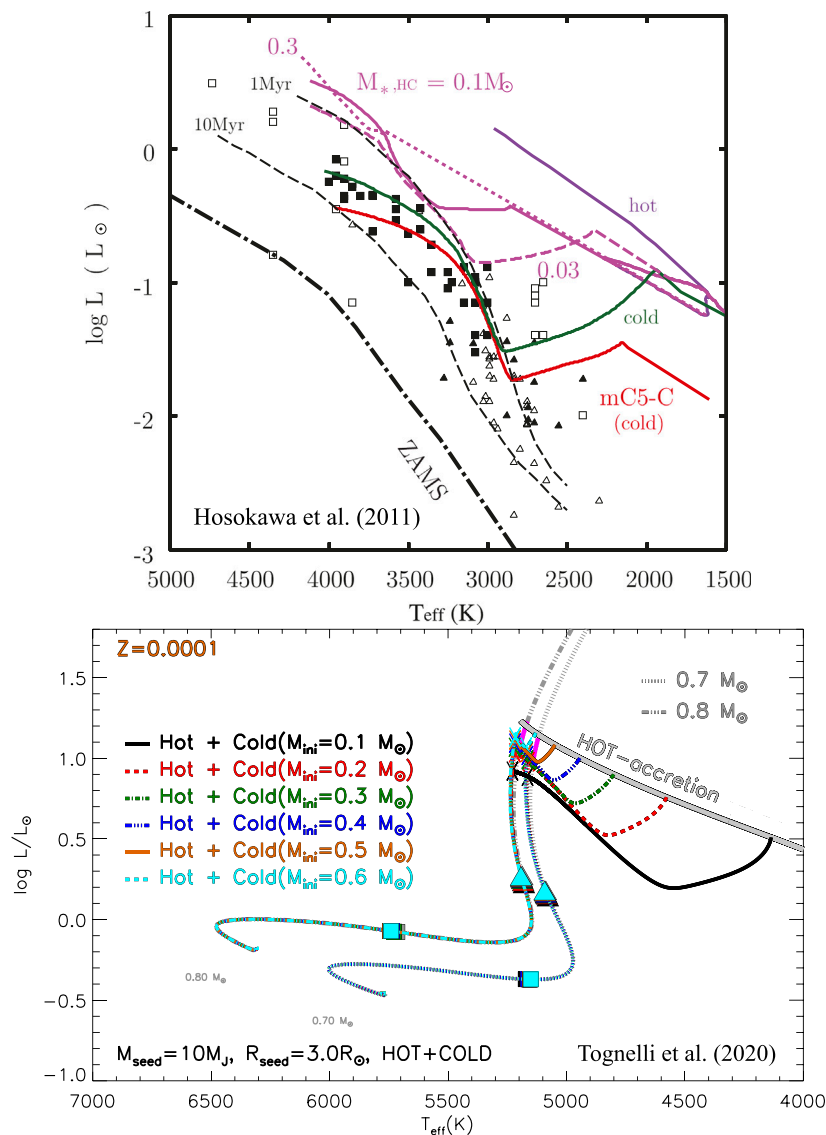 1
0
-1
-2
-3
log L ( L☉ )
0.3
M*,HC = 0.1M☉
1Myr
10Myr
hot
0.03
cold
mC5-C
(cold)
ZAMS
Hosokawa et al. (2011)
5000 4500 4000 3500 3000 2500 2000 1500
Teff (K)
Z=0.0001
0.7 M☉
0.8 M☉
HOT-accretion
Hot + Cold(Mini=0.1 M☉)
Hot + Cold(Mini=0.2 M☉)
Hot + Cold(Mini=0.3 M☉)
Hot + Cold(Mini=0.4 M☉)
Hot + Cold(Mini=0.5 M☉)
Hot + Cold(Mini=0.6 M☉)
1.5
1.0
0.5
0.0
-0.5
-1.0
log L/L☉
0.80 M☉
0.70 M☉
Mseed=10MJ, Rseed=3.0R☉, HOT+COLD
Tognelli et al. (2020)
7000 6500 6000 5500 5000 4500 4000
Teff(K)